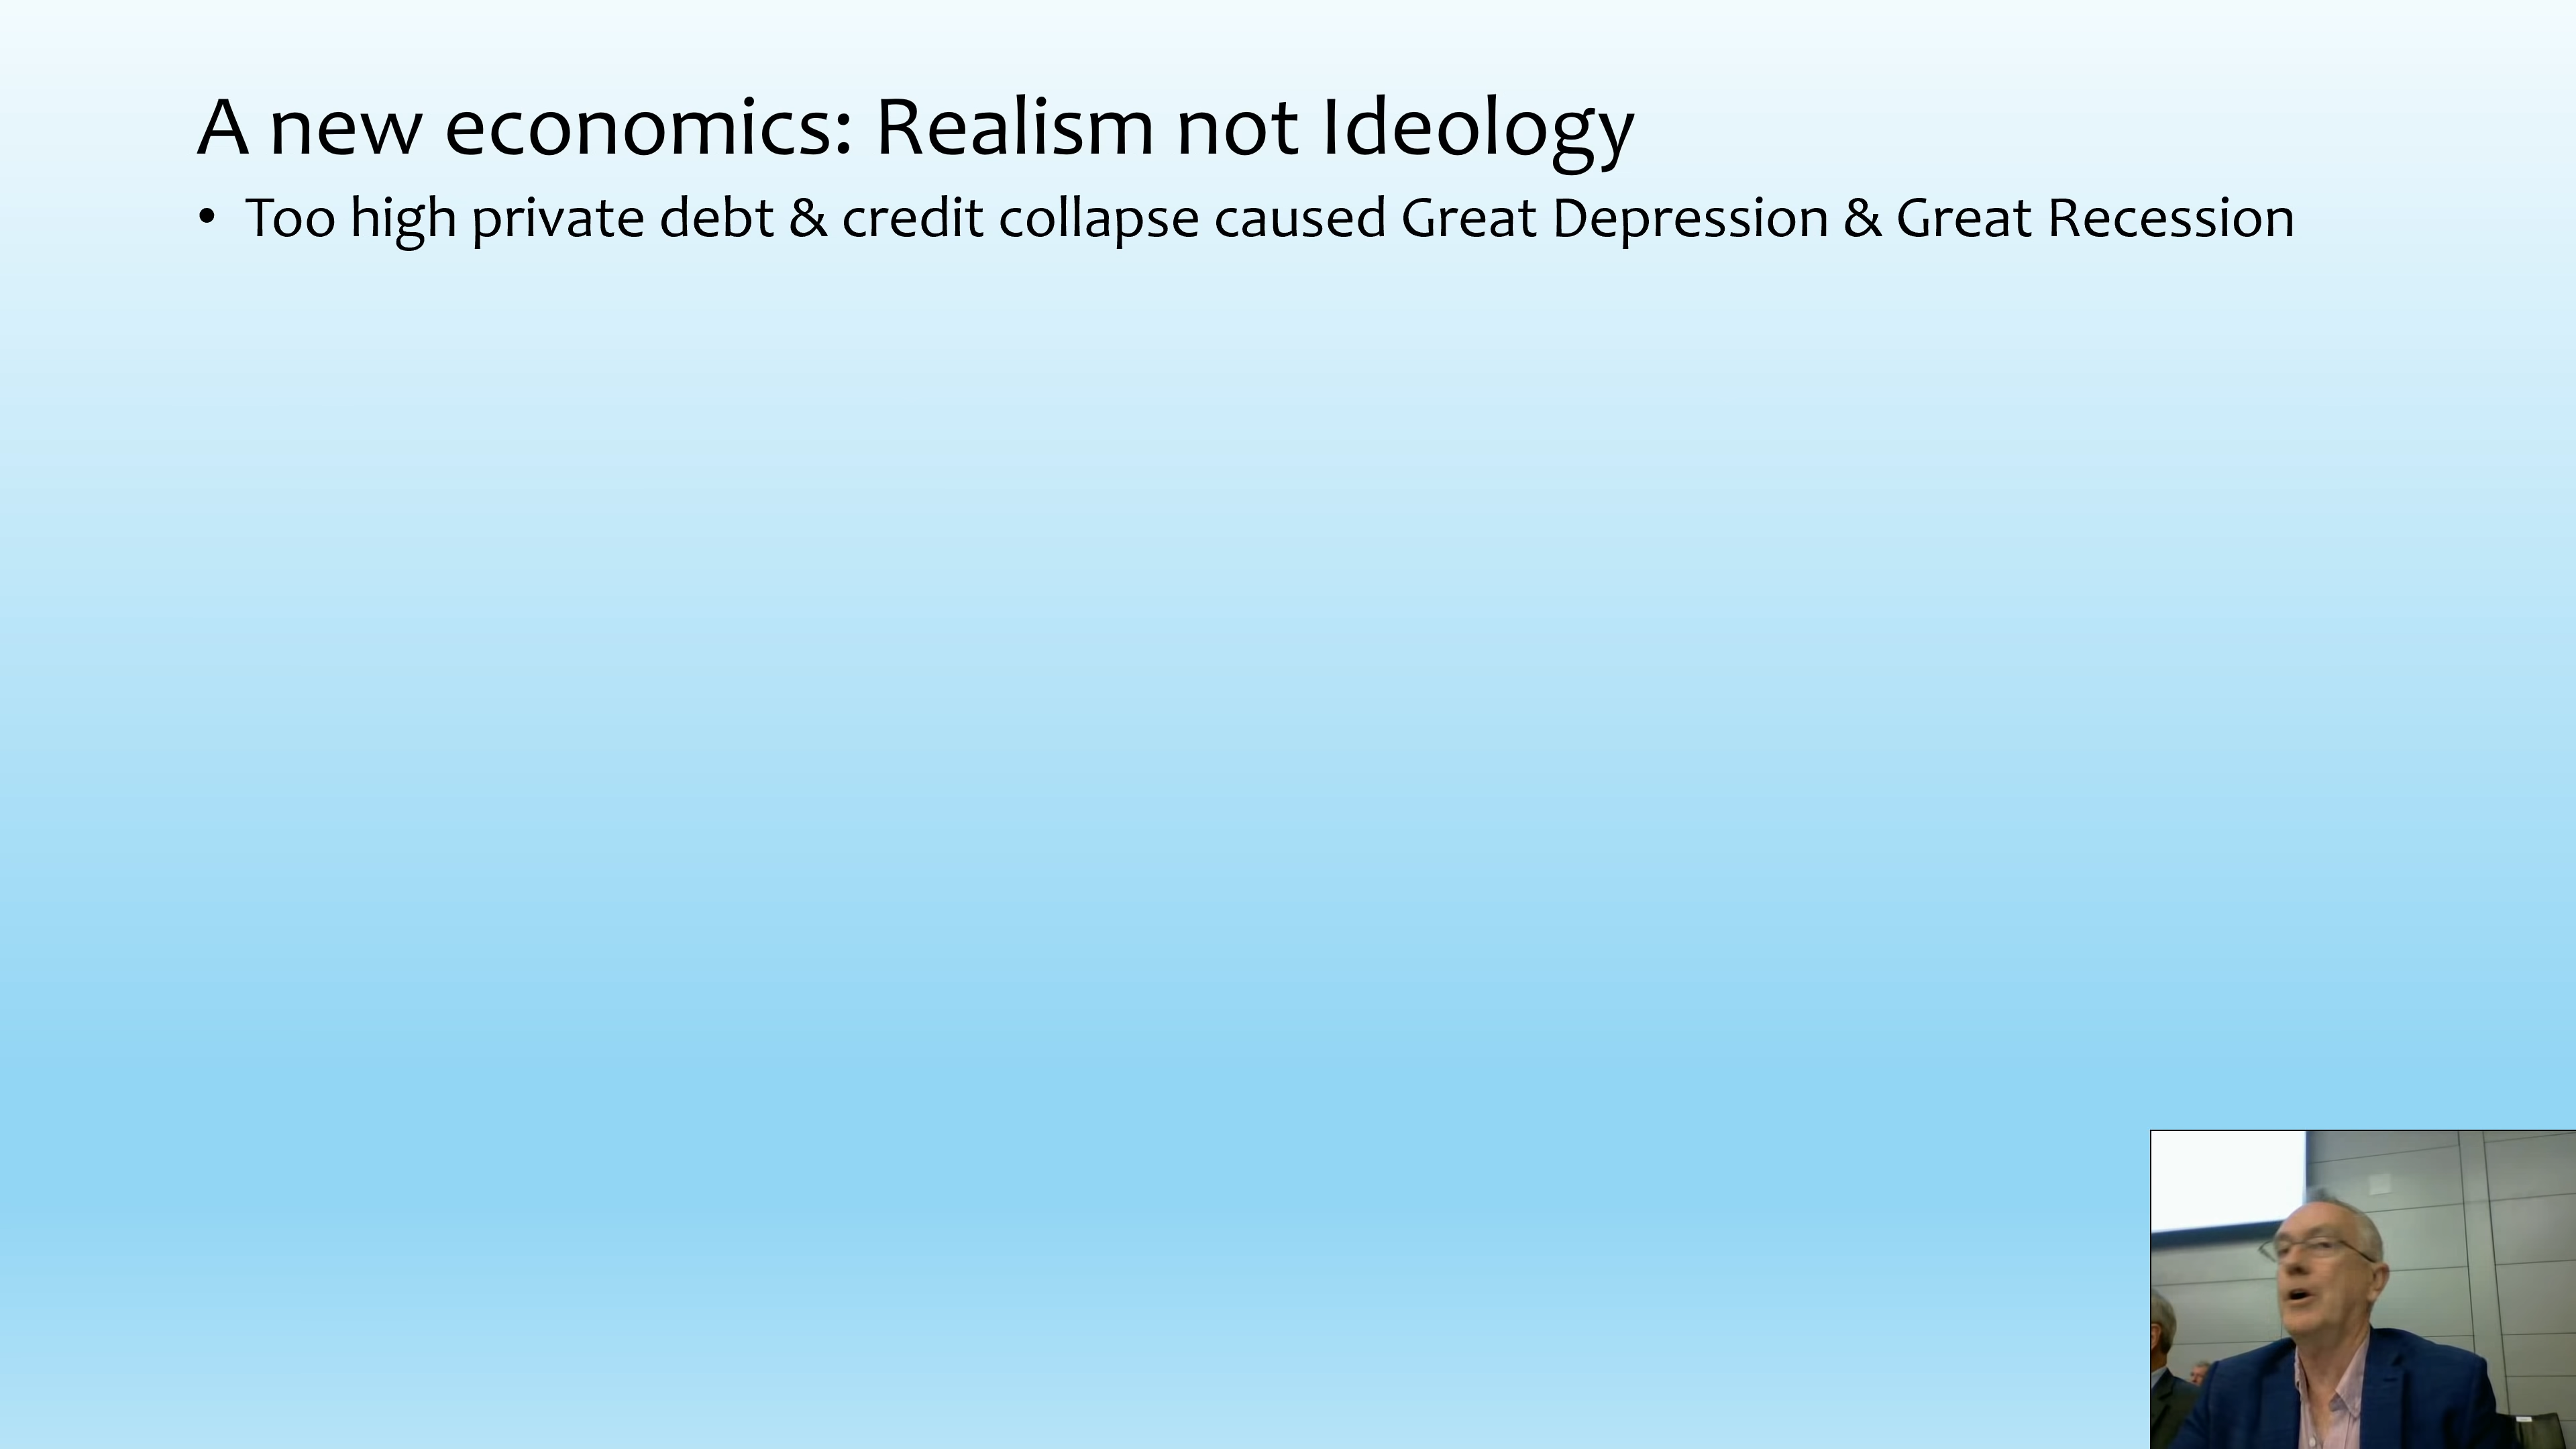 A new economics: Realism not Ideology
• Too high private debt & credit collapse caused Great Depression & Great Recession